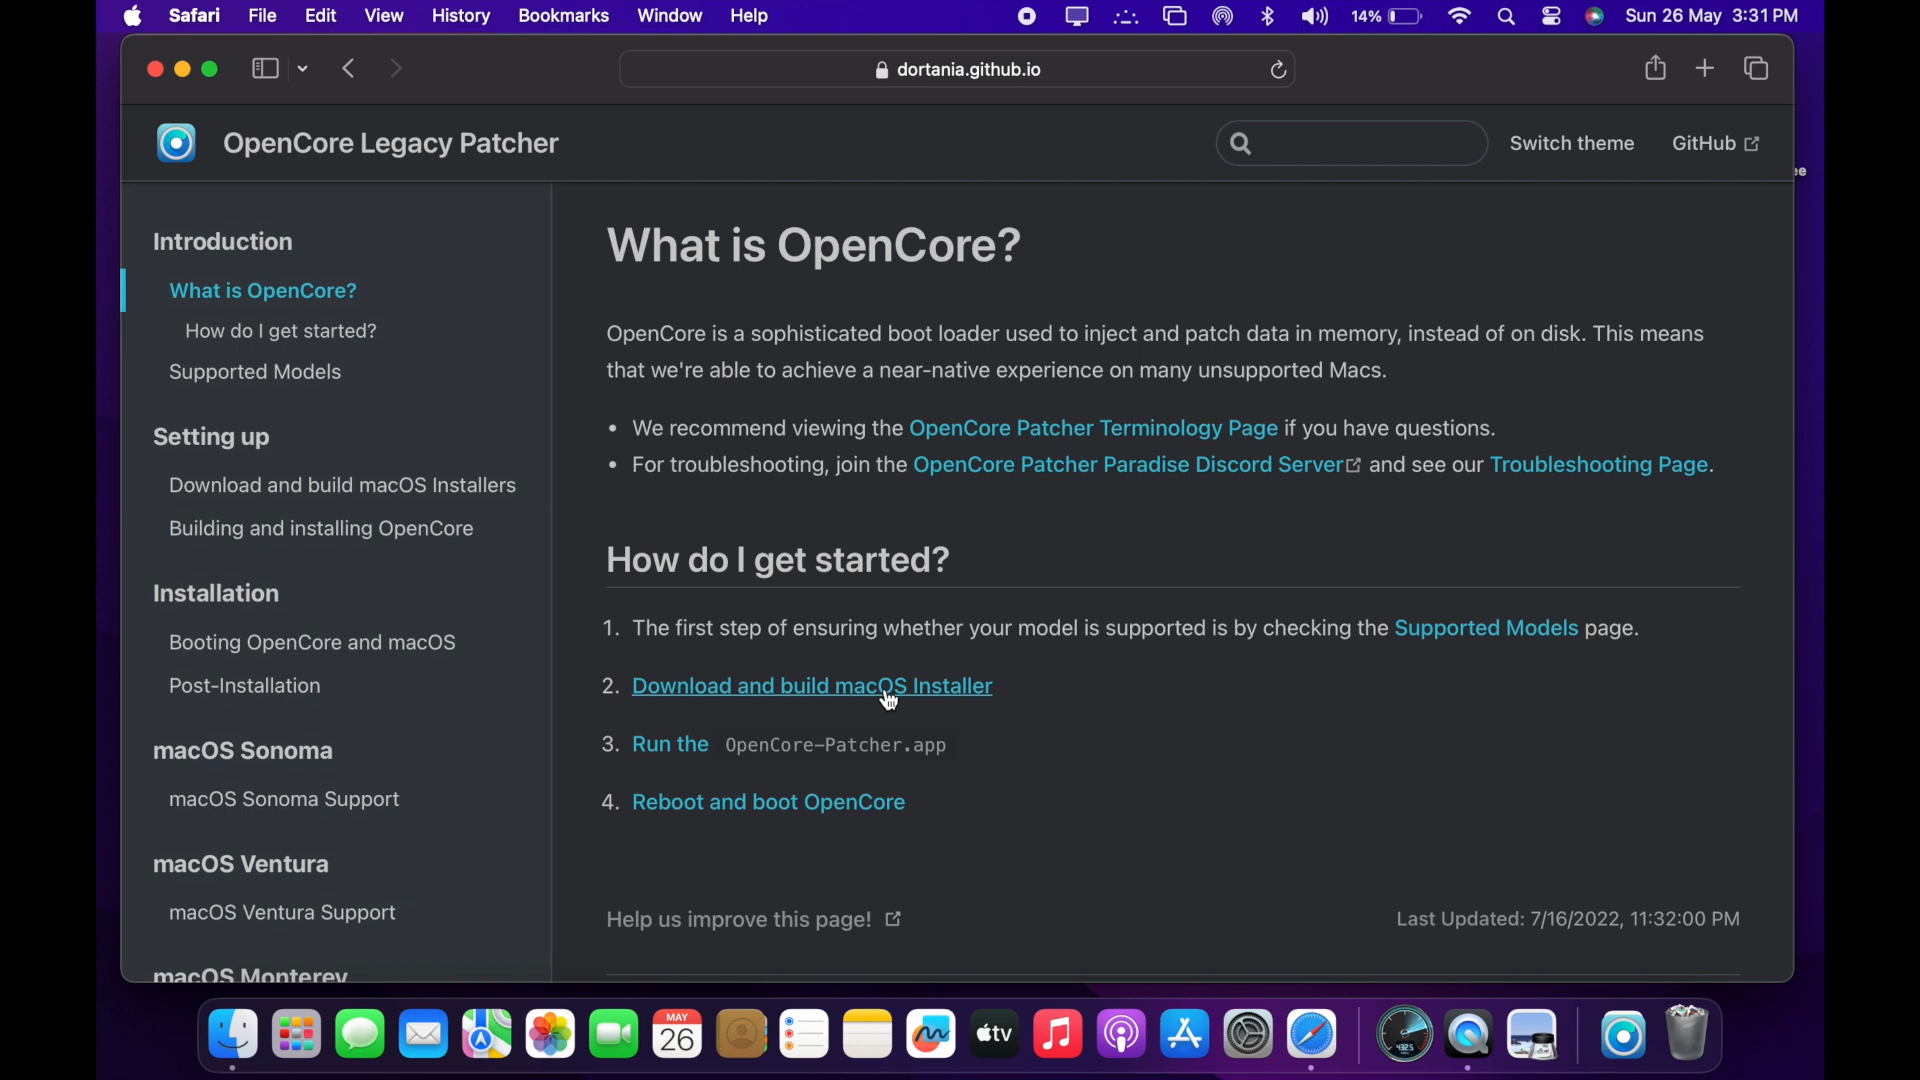 Safari File Edit View History Bookmarks Window Help 14% Sun 26 May 3:31 PM
dortania.github.io
OpenCore Legacy Patcher
Switch theme GitHub
ee
Introduction
What is OpenCore?
How do I get started?
Supported Models
Setting up
Download and build macOS Installers
Building and installing OpenCore
Installation
Booting OpenCore and macOS
Post-Installation
macOS Sonoma
macOS Sonoma Support
macOS Ventura
macOS Ventura Support
macOS Monterey
What is OpenCore?
OpenCore is a sophisticated boot loader used to inject and patch data in memory, instead of on disk. This means
that we're able to achieve a near-native experience on many unsupported Macs.
• We recommend viewing the OpenCore Patcher Terminology Page if you have questions.
• For troubleshooting, join the OpenCore Patcher Paradise Discord Server and see our Troubleshooting Page.
How do I get started?
1. The first step of ensuring whether your model is supported is by checking the Supported Models page.
2. Download and build macOS Installer
3. Run the OpenCore-Patcher.app
4. Reboot and boot OpenCore
Help us improve this page!
Last Updated: 7/16/2022, 11:32:00 PM
MAY
26
tv
432.5